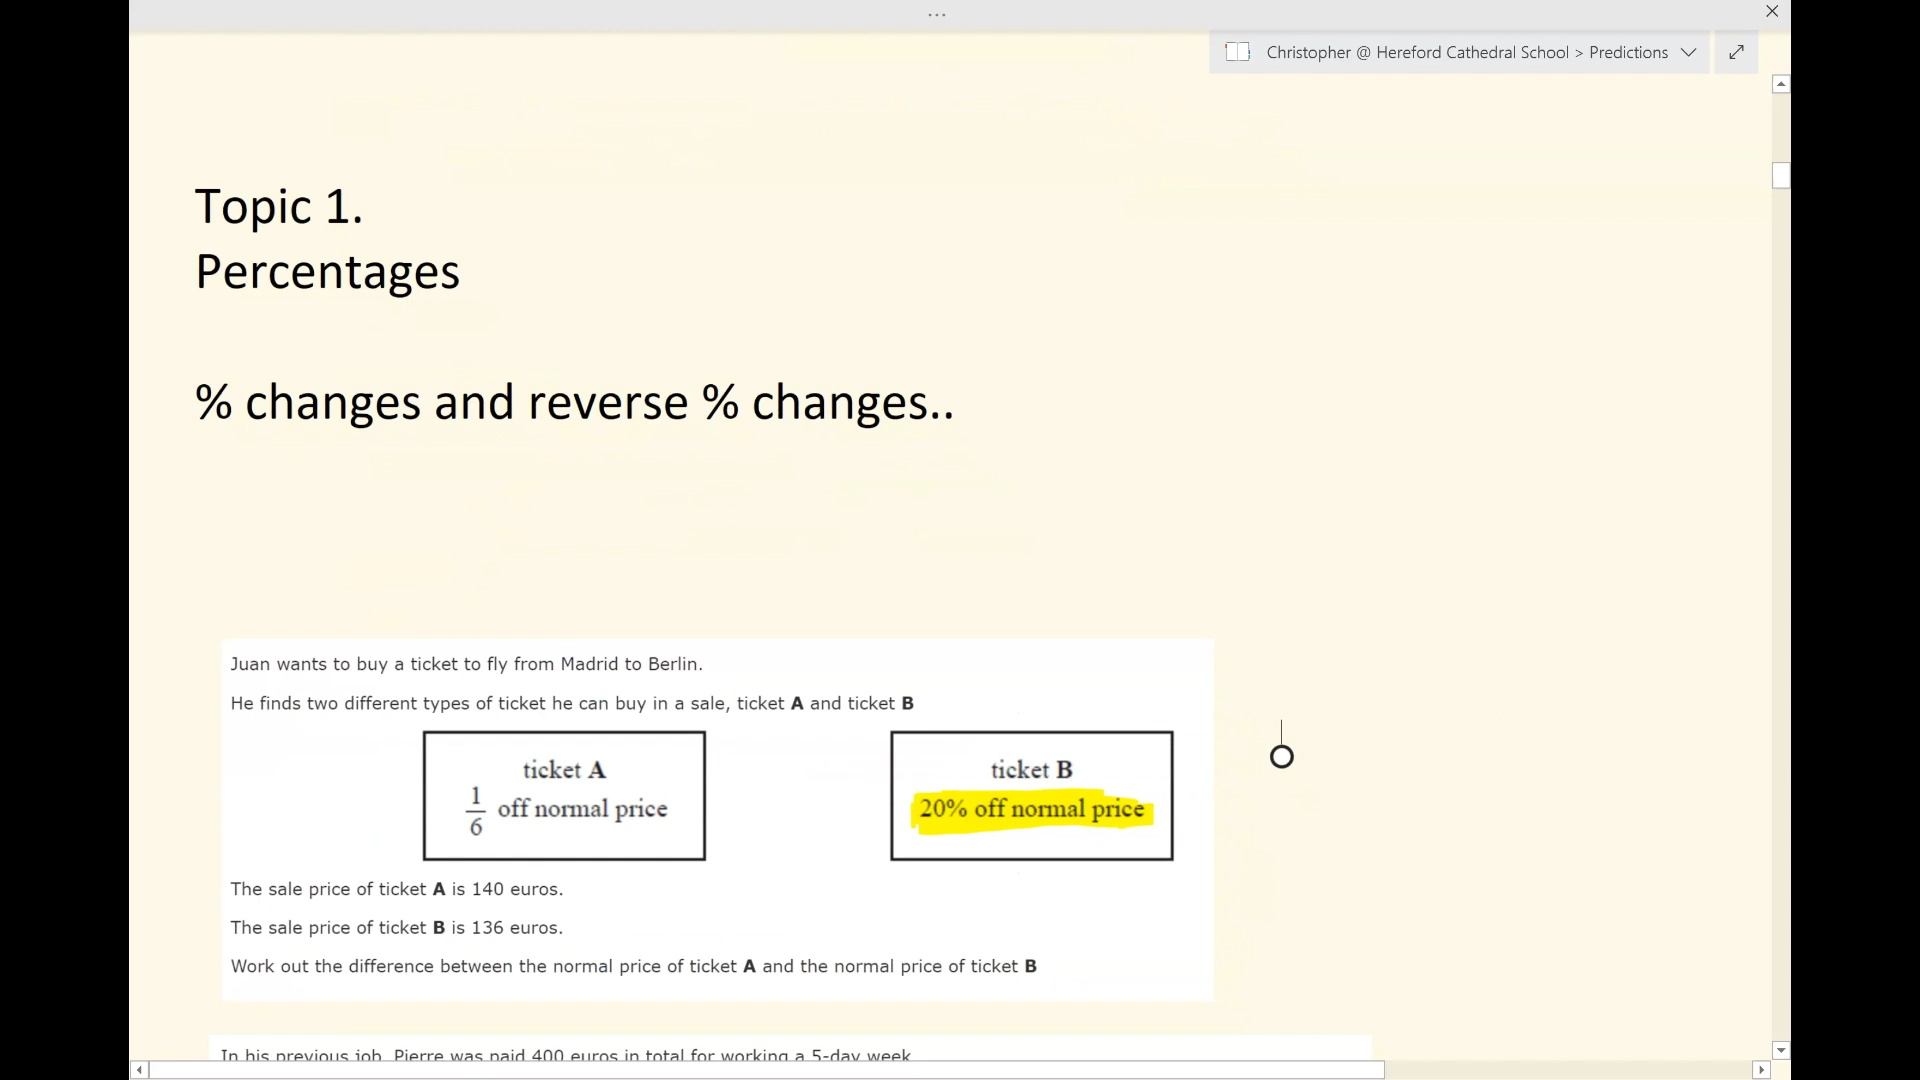 ...
Christopher @ Hereford Cathedral School > Predictions
Topic 1.
Percentages
% changes and reverse % changes..
Juan wants to buy a ticket to fly from Madrid to Berlin.
He finds two different types of ticket he can buy in a sale, ticket A and ticket B
ticket A
1/6 off normal price
ticket B
20% off normal price
The sale price of ticket A is 140 euros.
The sale price of ticket B is 136 euros.
Work out the difference between the normal price of ticket A and the normal price of ticket B
In his previous job, Pierre was paid 400 euros in total for working a 5-day week